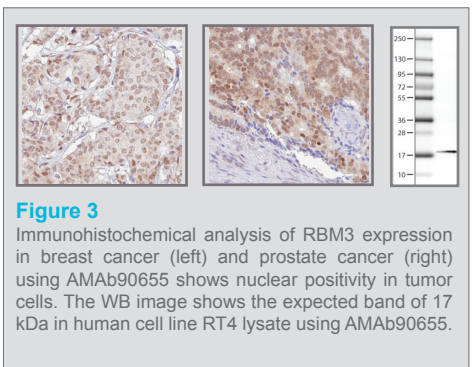 250
130
95
72
55
36
28
17
10
Figure 3
Immunohistochemical analysis of RBM3 expression
in breast cancer (left) and prostate cancer (right)
using AMAb90655 shows nuclear positivity in tumor
cells. The WB image shows the expected band of 17
kDa in human cell line RT4 lysate using AMAb90655.